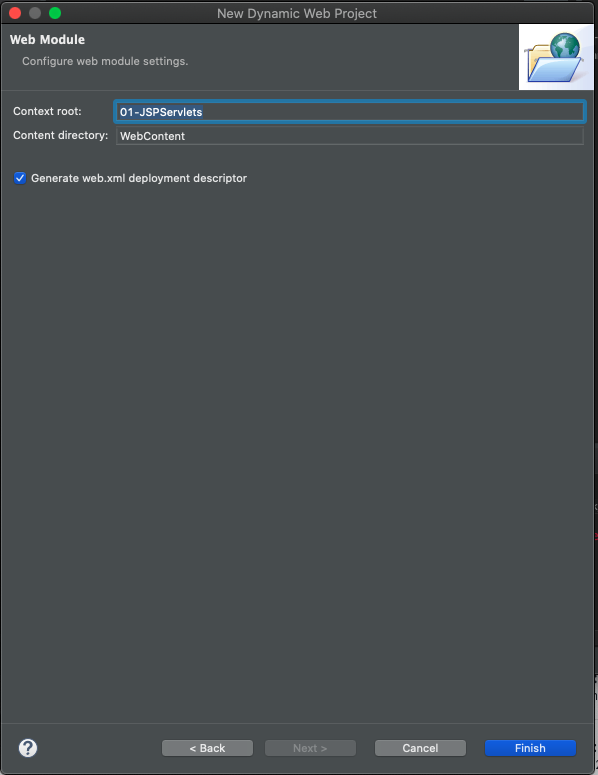 New Dynamic Web Project
Web Module
Configure web module settings.
Context root: 01-JSPServlets
Content directory: WebContent
Generate web.xml deployment descriptor
? < Back Next > Cancel Finish